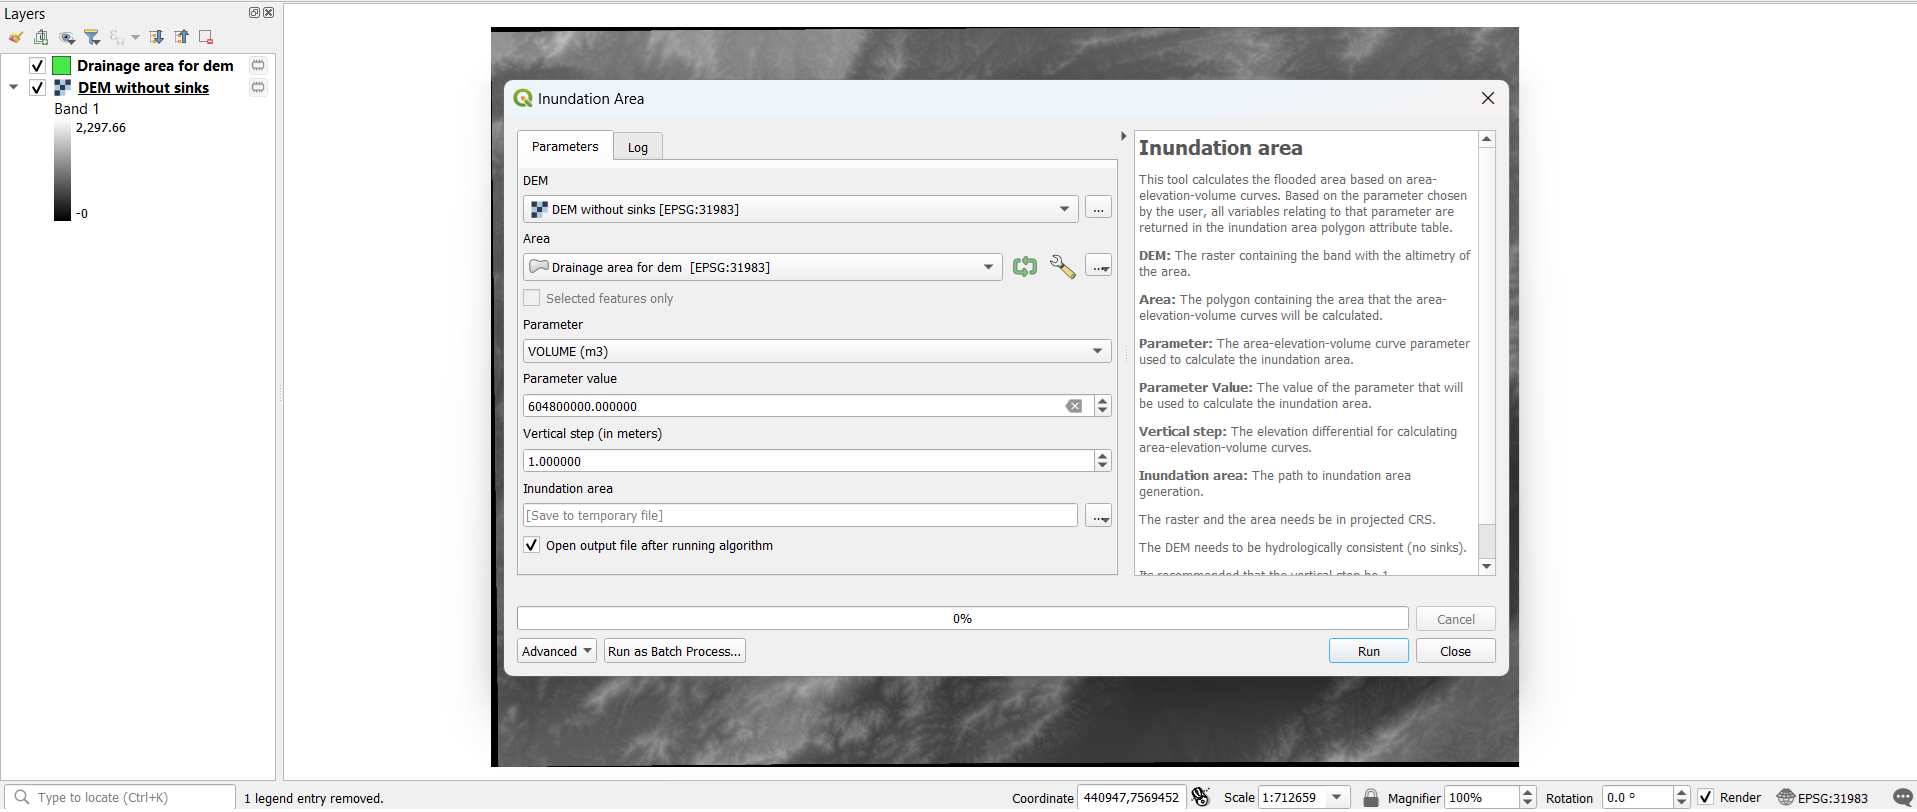 Layers
Drainage area for dem
DEM without sinks
Band 1
2,297.66
-0
Inundation Area
Parameters
Log
DEM
DEM without sinks [EPSG:31983]
...
Area
Drainage area for dem [EPSG:31983]
...
Selected features only
Parameter
VOLUME (m3)
Parameter value
604800000.000000
Vertical step (in meters)
1.000000
Inundation area
[Save to temporary file]
...
Open output file after running algorithm
Inundation area
This tool calculates the flooded area based on area-
elevation-volume curves. Based on the parameter chosen
by the user, all variables relating to that parameter are
returned in the inundation area polygon attribute table.
DEM: The raster containing the band with the altimetry of
the area.
Area: The polygon containing the area that the area-
elevation-volume curves will be calculated.
Parameter: The area-elevation-volume curve parameter
used to calculate the inundation area.
Parameter Value: The value of the parameter that will
be used to calculate the inundation area.
Vertical step: The elevation differential for calculating
area-elevation-volume curves.
Inundation area: The path to inundation area
generation.
The raster and the area needs be in projected CRS.
The DEM needs to be hydrologically consistent (no sinks).
Its recommended that the vertical step be 1
0%
Cancel
Advanced
Run as Batch Process...
Run
Close
Type to locate (Ctrl+K)
1 legend entry removed.
Coordinate 440947,7569452
Scale 1:712659
Magnifier 100%
Rotation 0.0 °
Render
EPSG:31983